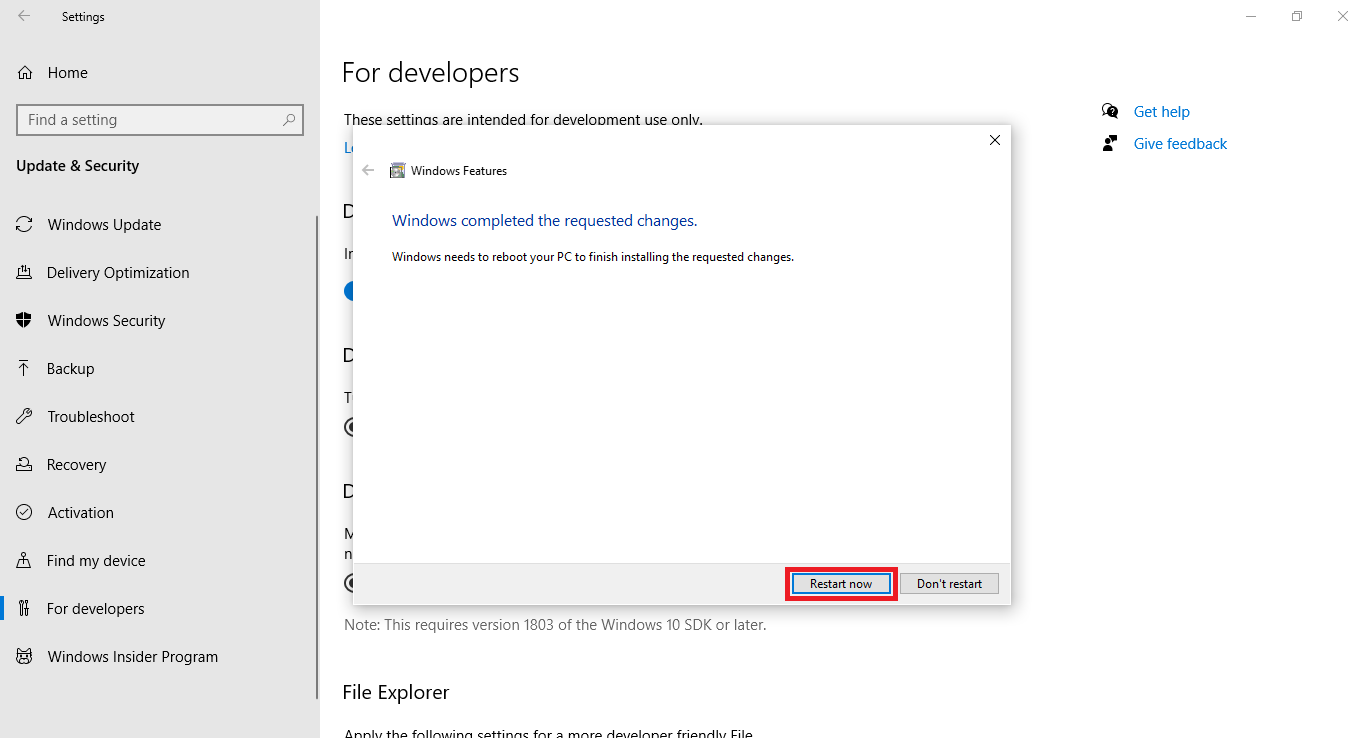 Settings
Home
Find a setting
Update & Security
Windows Update
Delivery Optimization
Windows Security
Backup
Troubleshoot
Recovery
Activation
Find my device
For developers
Windows Insider Program
For developers
These settings are intended for development use only.
Get help
Give feedback
Windows Features
Windows completed the requested changes.
Windows needs to reboot your PC to finish installing the requested changes.
Restart now
Don't restart
Note: This requires version 1803 of the Windows 10 SDK or later.
File Explorer
Apply the following settings for a more developer friendly File